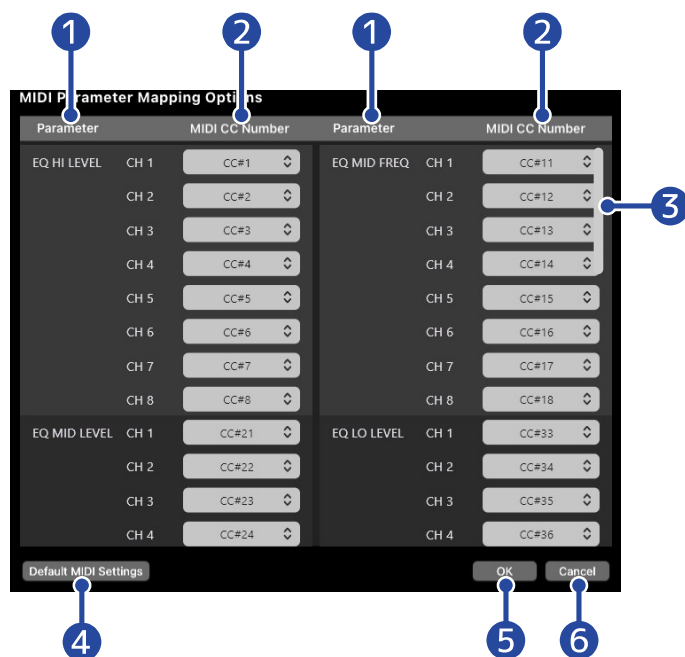 1 2 1 2
MIDI Parameter Mapping Options
Parameter MIDI CC Number Parameter MIDI CC Number
EQ HI LEVEL CH 1 CC#1 EQ MID FREQ CH 1 CC#11
CH 2 CC#2 CH 2 CC#12
3
CH 3 CC#3 CH 3 CC#13
CH 4 CC#4 CH 4 CC#14
CH 5 CC#5 CH 5 CC#15
CH 6 CC#6 CH 6 CC#16
CH 7 CC#7 CH 7 CC#17
CH 8 CC#8 CH 8 CC#18
EQ MID LEVEL CH 1 CC#21 EQ LO LEVEL CH 1 CC#33
CH 2 CC#22 CH 2 CC#34
CH 3 CC#23 CH 3 CC#35
CH 4 CC#24 CH 4 CC#36
Default MIDI Settings OK Cancel
4 5 6